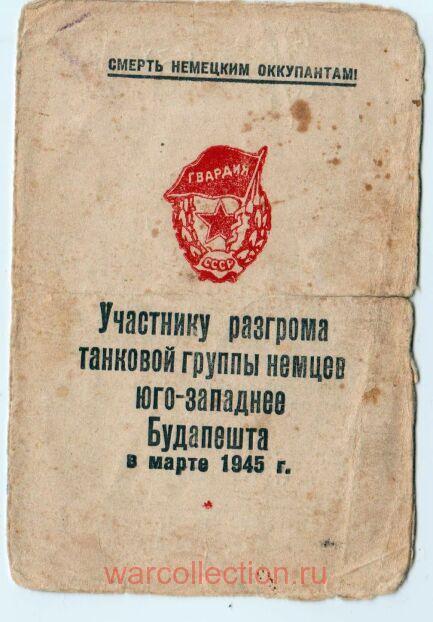 СМЕРТЬ НЕМЕЦКИМ ОККУПАНТАМ!
ГВАРДИЯ
СССР
Участнику разгрома
танковой группы немцев
юго-западнее
Будапешта
в марте 1945 г.
warcollection.ru